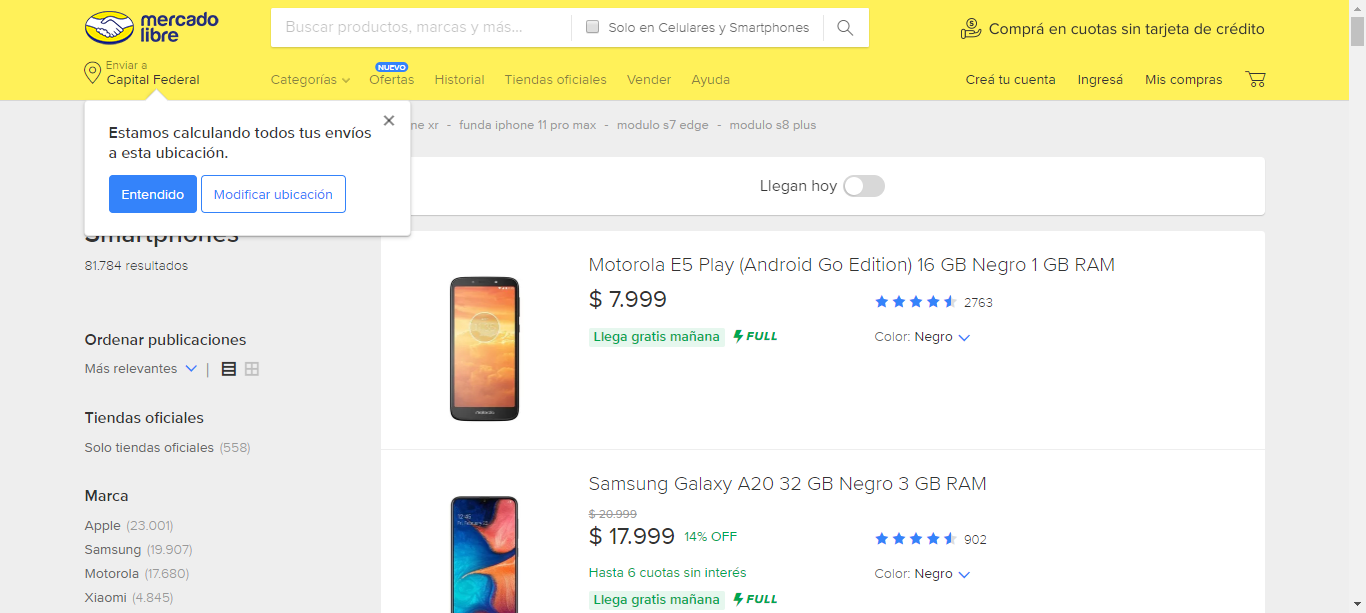 mercado
libre
Buscar productos, marcas y más...
Solo en Celulares y Smartphones
Comprá en cuotas sin tarjeta de crédito
Enviar a
Capital Federal
Categorías
NUEVO
Ofertas
Historial
Tiendas oficiales
Vender
Ayuda
Creá tu cuenta
Ingresá
Mis compras
Estamos calculando todos tus envíos
a esta ubicación.
Entendido
Modificar ubicación
ne xr - funda iphone 11 pro max - modulo s7 edge - modulo s8 plus
Llegan hoy
Smartphones
81.784 resultados
Ordenar publicaciones
Más relevantes
Tiendas oficiales
Solo tiendas oficiales (558)
Marca
Apple (23.001)
Samsung (19.907)
Motorola (17.680)
Xiaomi (4.845)
Motorola E5 Play (Android Go Edition) 16 GB Negro 1 GB RAM
$ 7.999
2763
Llega gratis mañana FULL
Color: Negro
Samsung Galaxy A20 32 GB Negro 3 GB RAM
$ 20.999
$ 17.999 14% OFF
902
Hasta 6 cuotas sin interés
Color: Negro
Llega gratis mañana FULL